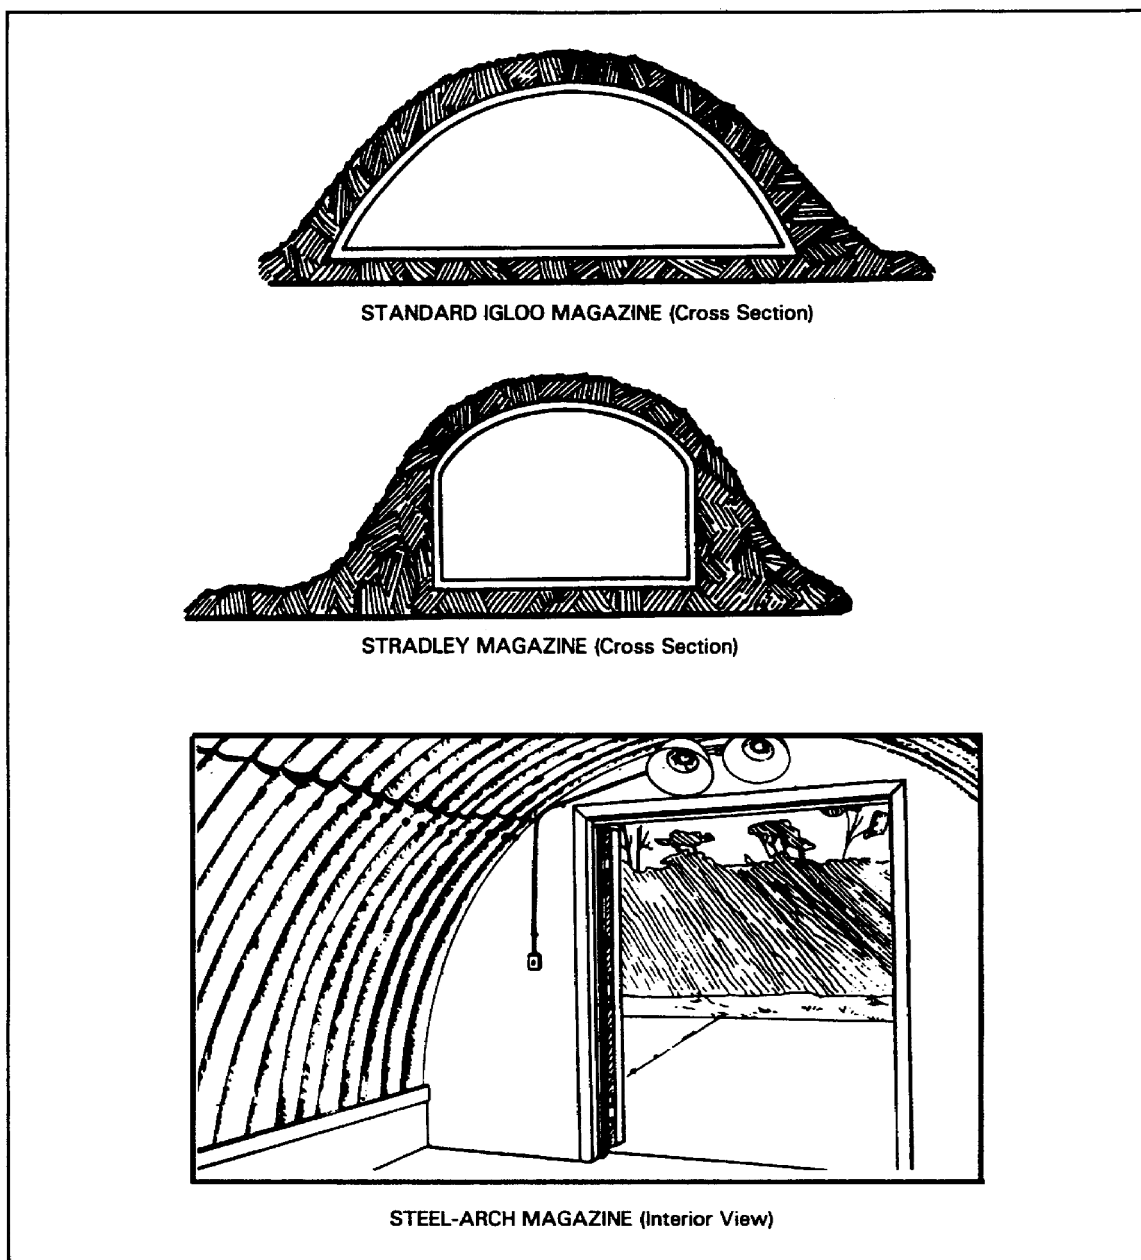 STANDARD IGLOO MAGAZINE (Cross Section)
STRADLEY MAGAZINE (Cross Section)
STEEL-ARCH MAGAZINE (Interior View)